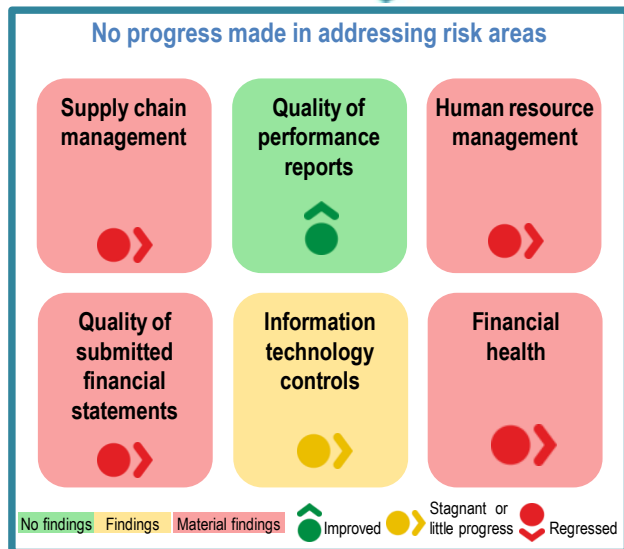 No progress made in addressing risk areas
Supply chain
management
Quality of
performance
reports
Human resource
management
Quality of
submitted
financial
statements
Information
technology
controls
Financial
health
No findings Findings Material findings Improved Stagnant or
little progress Regressed